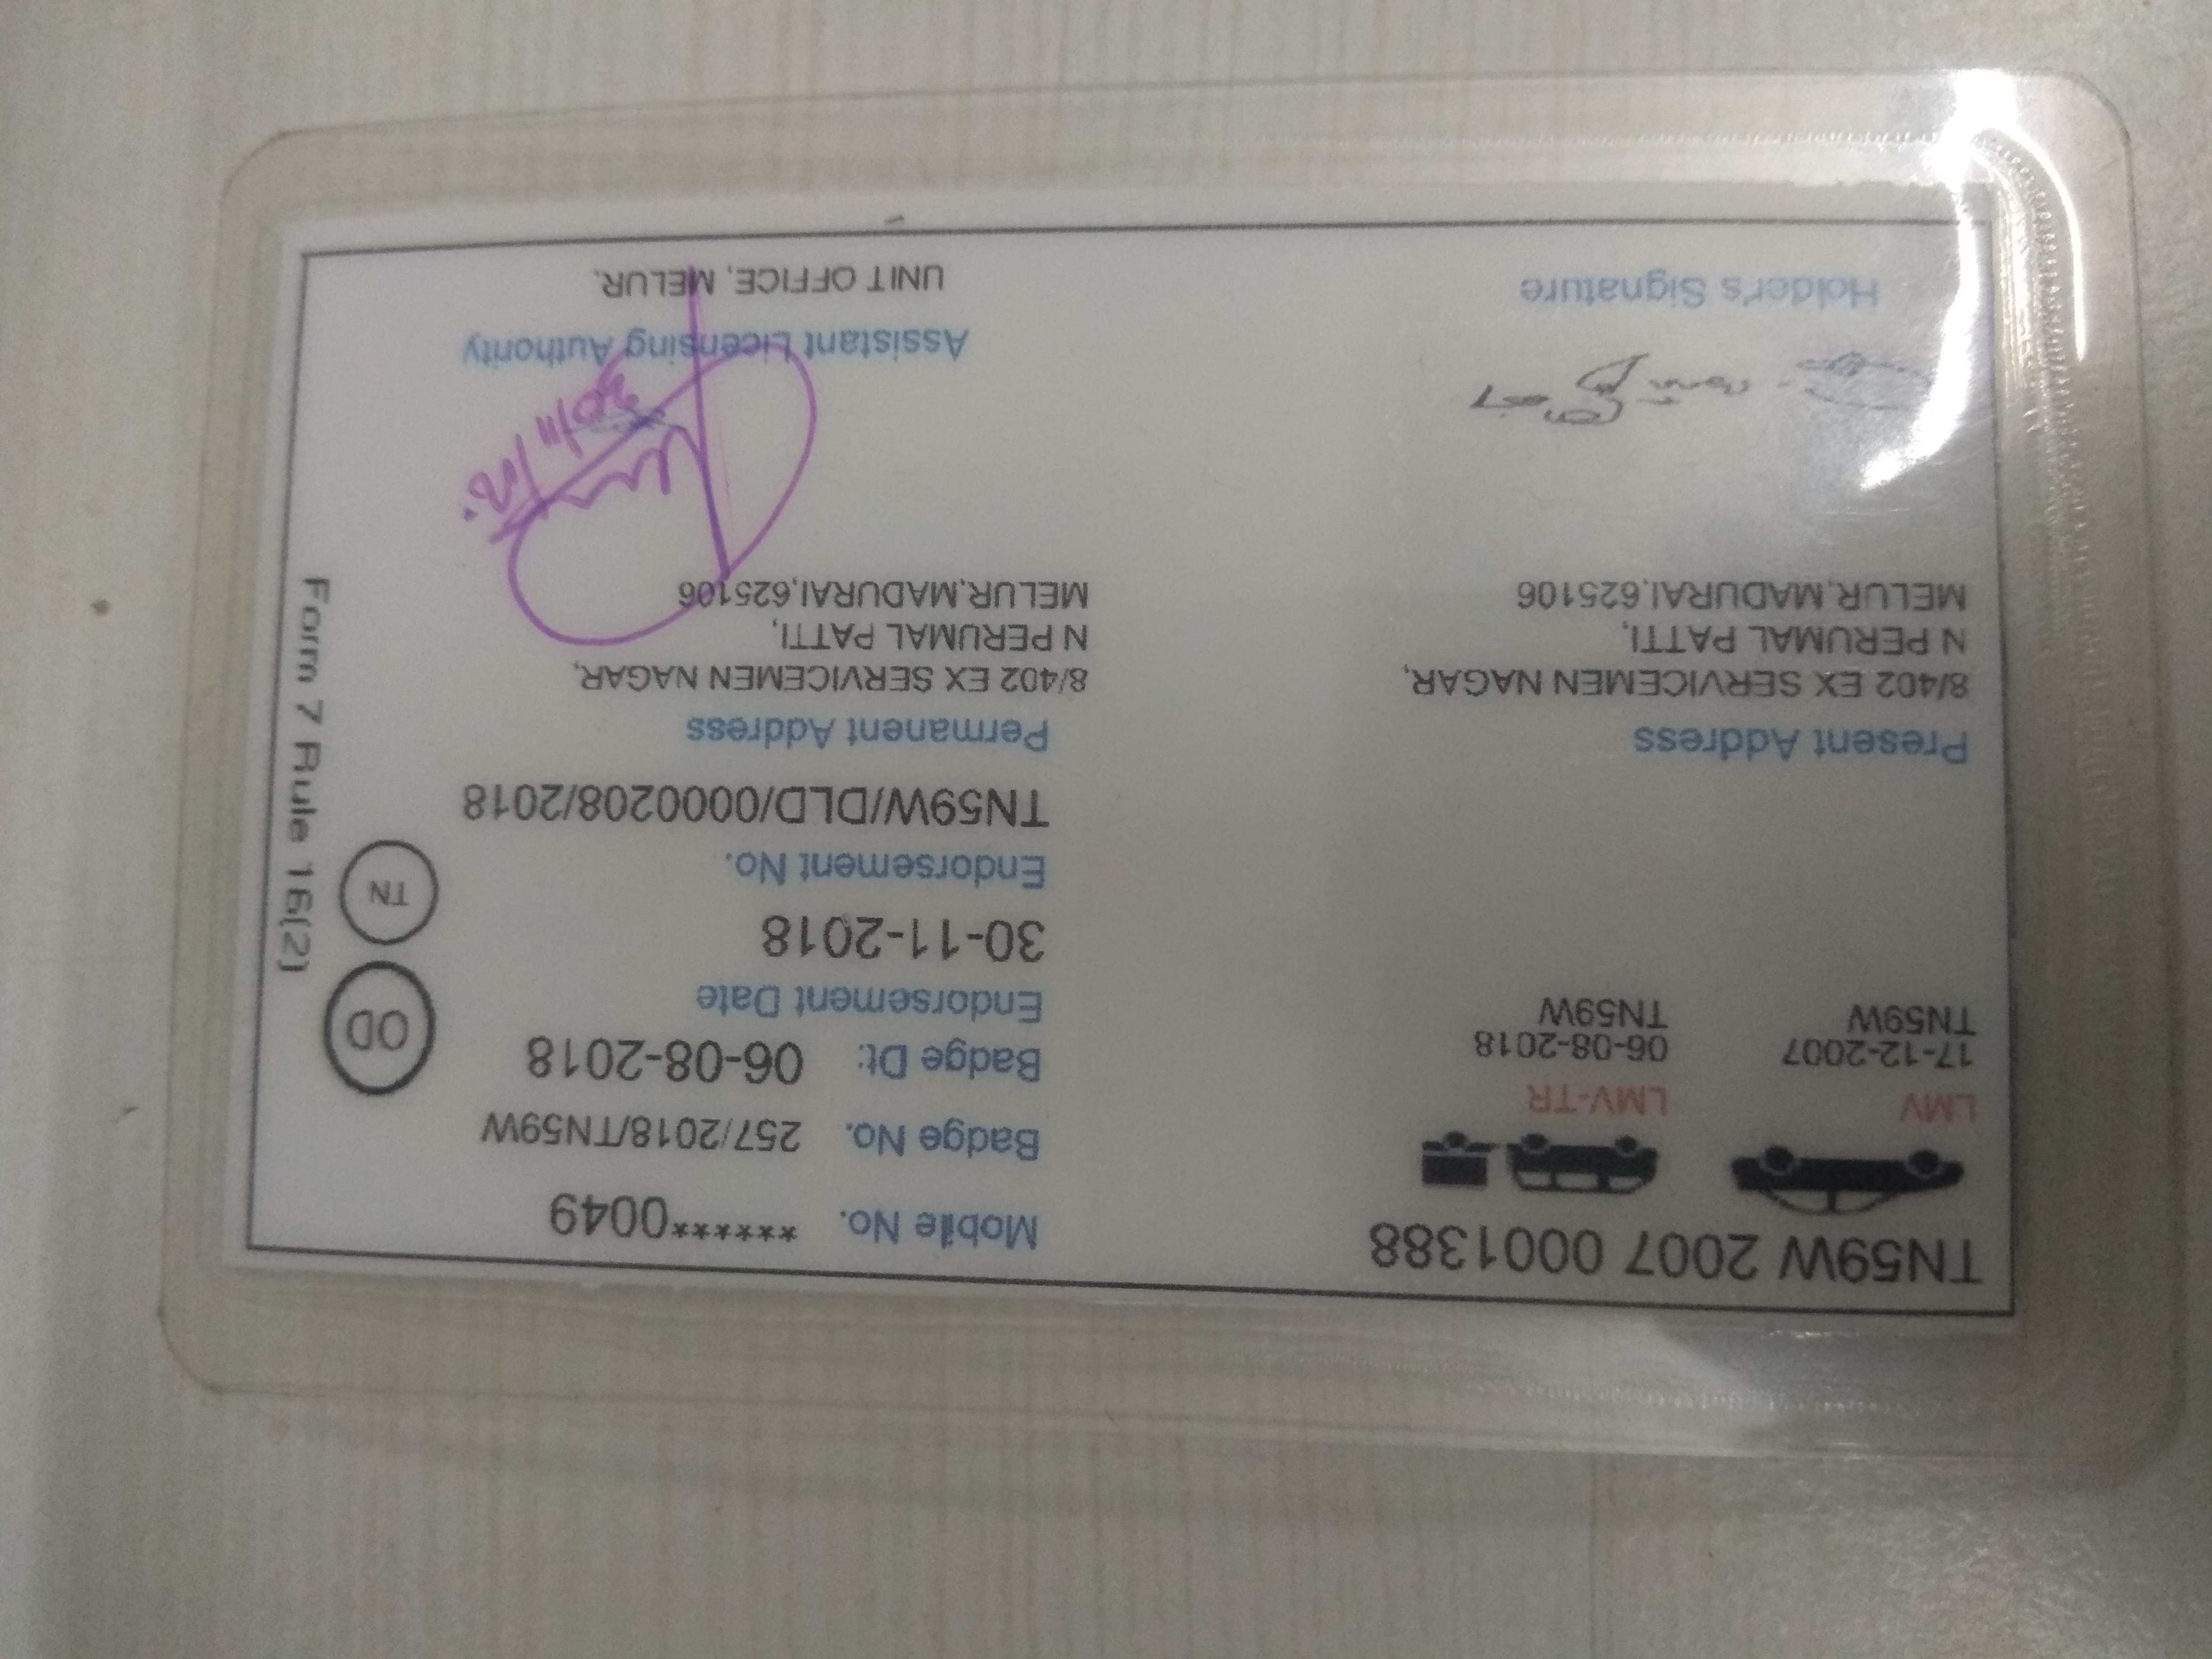 TN59W 2007 0001388
LMV
17-12-2007
TN59W
LMV-TR
06-08-2018
TN59W
Present Address
8/402 EX SERVICEMEN NAGAR,
N PERUMAL PATTI,
MELUR,MADURAI,625106
Holder's Signature
Mobile No. ******0049
Badge No. 257/2018/TN59W
Badge Dt: 06-08-2018
Endorsement Date
30-11-2018
Endorsement No.
TN59W/DLD/0000208/2018
Permanent Address
8/402 EX SERVICEMEN NAGAR,
N PERUMAL PATTI,
MELUR,MADURAI,625106
Assistant Licensing Authority
UNIT OFFICE, MELUR.
OD
TN
Form 7 Rule 16(2)